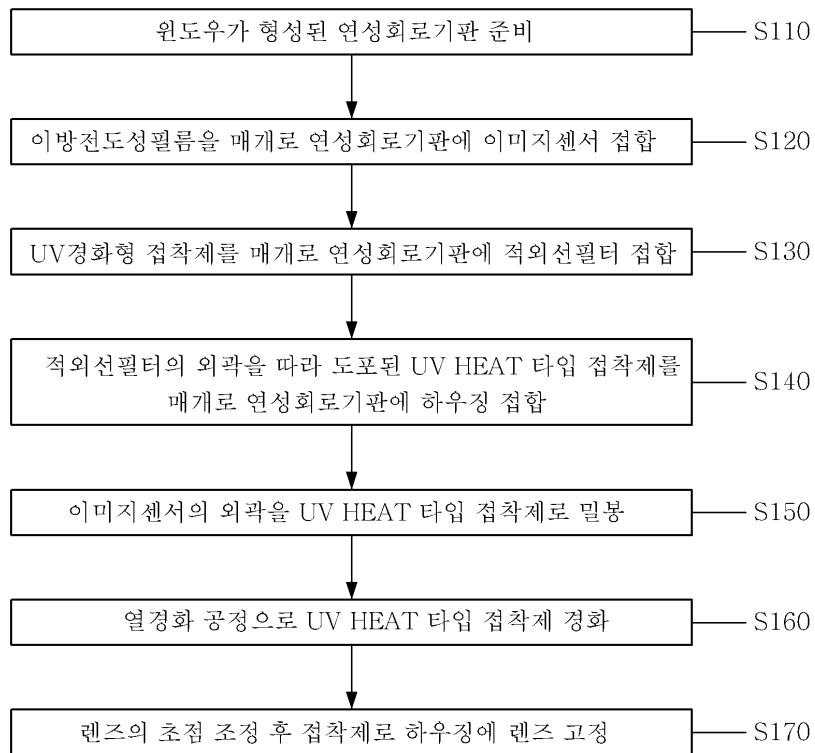 윈도우가 형성된 연성회로기판 준비 S110
이방전도성필름을 매개로 연성회로기판에 이미지센서 접합 S120
UV경화형 접착제를 매개로 연성회로기판에 적외선필터 접합 S130
적외선필터의 외곽을 따라 도포된 UV HEAT 타입 접착제를
매개로 연성회로기판에 하우징 접합 S140
이미지센서의 외곽을 UV HEAT 타입 접착제로 밀봉 S150
열경화 공정으로 UV HEAT 타입 접착제 경화 S160
렌즈의 초점 조정 후 접착제로 하우징에 렌즈 고정 S170